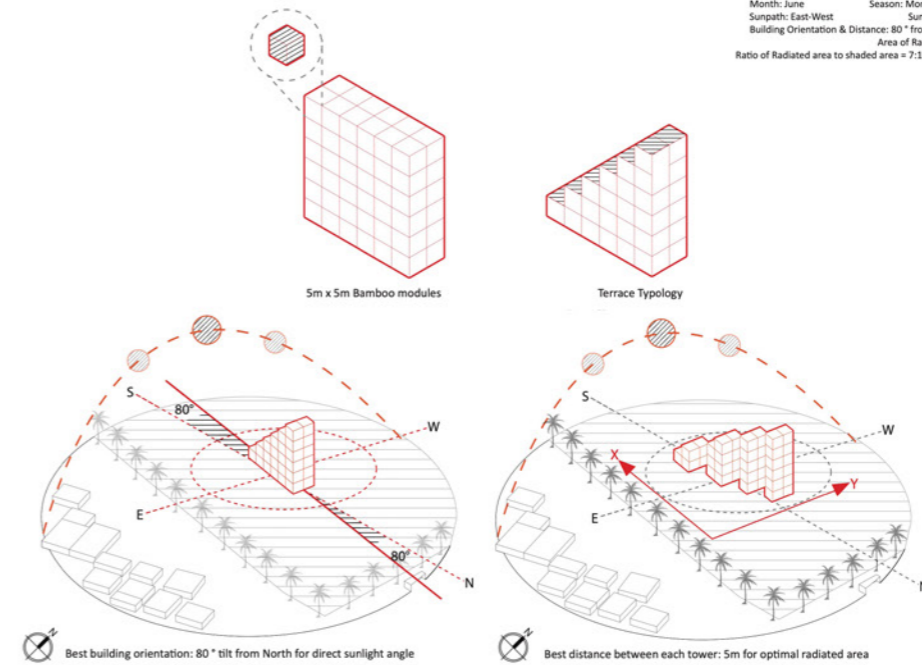 Month: June Season: Mon
Sunpath: East-West Sun
Building Orientation & Distance: 80 ° fro
Area of Ra
Ratio of Radiated area to shaded area = 7:1
5m x 5m Bamboo modules
Terrace Typology
S
80°
W
E
80°
N
S
W
X
Y
E
N
N
Best building orientation: 80 ° tilt from North for direct sunlight angle
N
Best distance between each tower: 5m for optimal radiated area